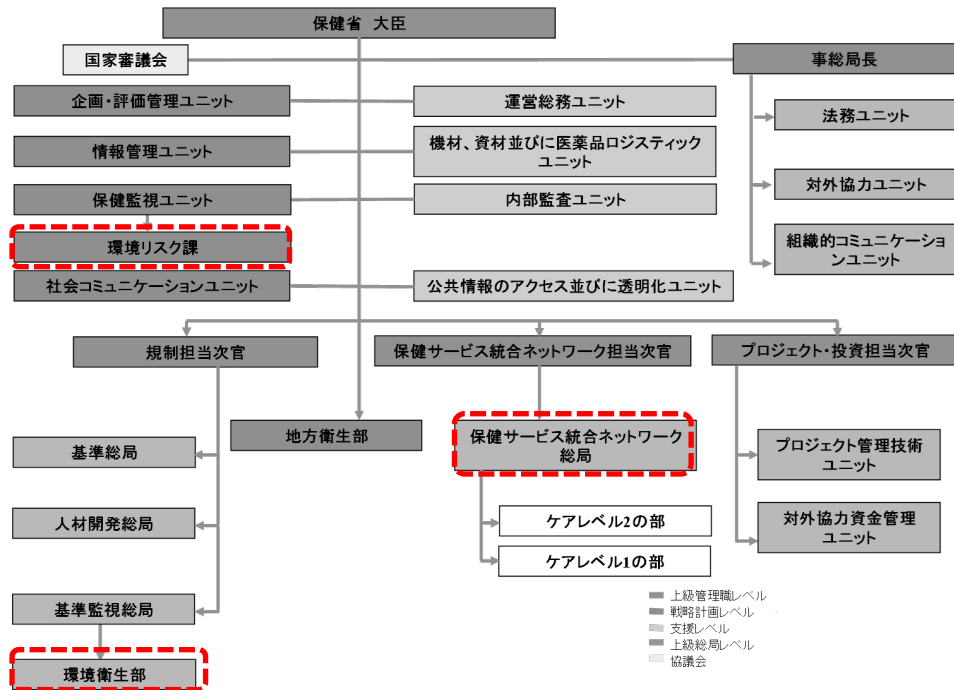 保健省 大臣
国家審議会
事総局長
企画・評価管理ユニット
運営総務ユニット
法務ユニット
情報管理ユニット
機材、資材並びに医薬品ロジスティック
ユニット
保健監視ユニット
内部監査ユニット
対外協力ユニット
環境リスク課
組織的コミュニケーショ
ンユニット
社会コミュニケーションユニット
公共情報のアクセス並びに透明化ユニット
規制担当次官
保健サービス統合ネットワーク担当次官
プロジェクト・投資担当次官
地方衛生部
保健サービス統合ネットワーク
総局
基準総局
プロジェクト管理技術
ユニット
人材開発総局
ケアレベル2の部
対外協力資金管理
ユニット
ケアレベル1の部
基準監視総局
環境衛生部
上級管理職レベル
戦略計画レベル
支援レベル
上級総局レベル
協議会